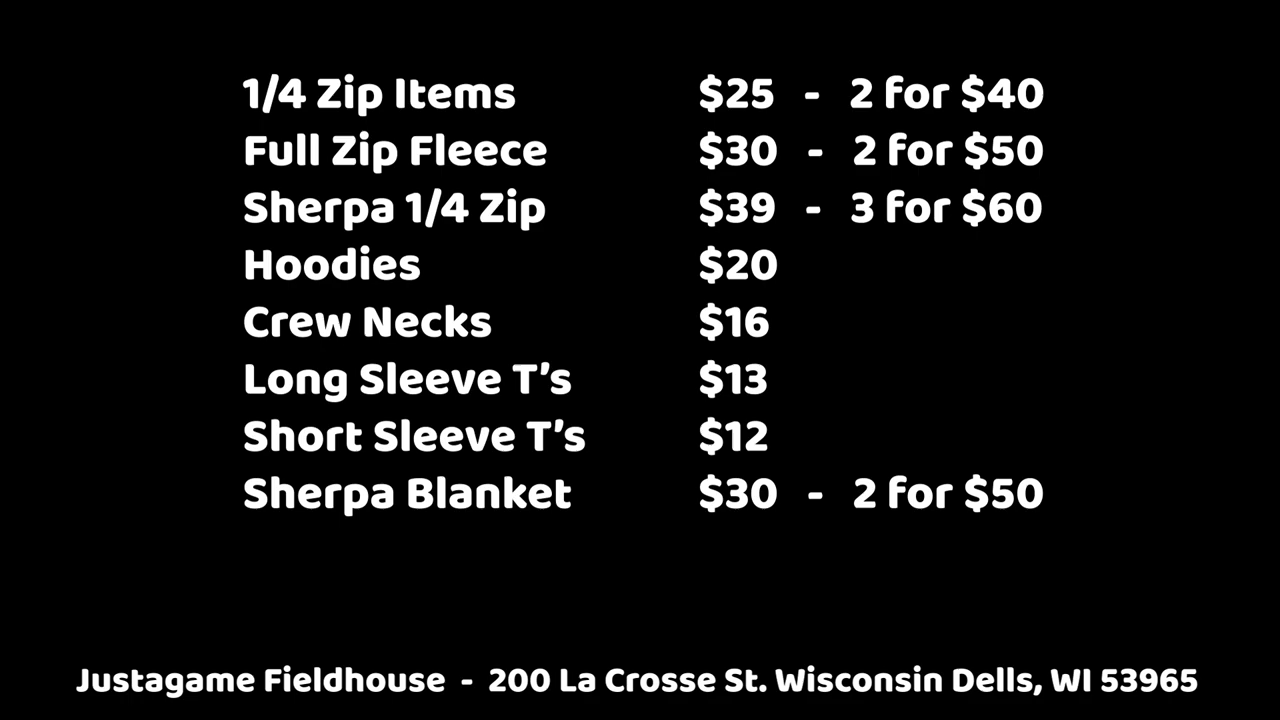 1/4 Zip Items $25 - 2 for $40
Full Zip Fleece $30 - 2 for $50
Sherpa 1/4 Zip $39 - 3 for $60
Hoodies $20
Crew Necks $16
Long Sleeve T's $13
Short Sleeve T's $12
Sherpa Blanket $30 - 2 for $50
Justagame Fieldhouse - 200 La Crosse St. Wisconsin Dells, WI 53965